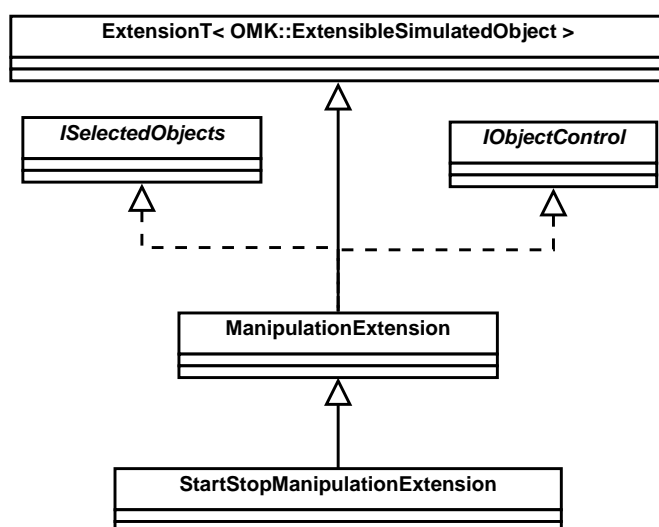 ExtensionT< OMK::ExtensibleSimulatedObject >
ISelectedObjects
IObjectControl
ManipulationExtension
StartStopManipulationExtension